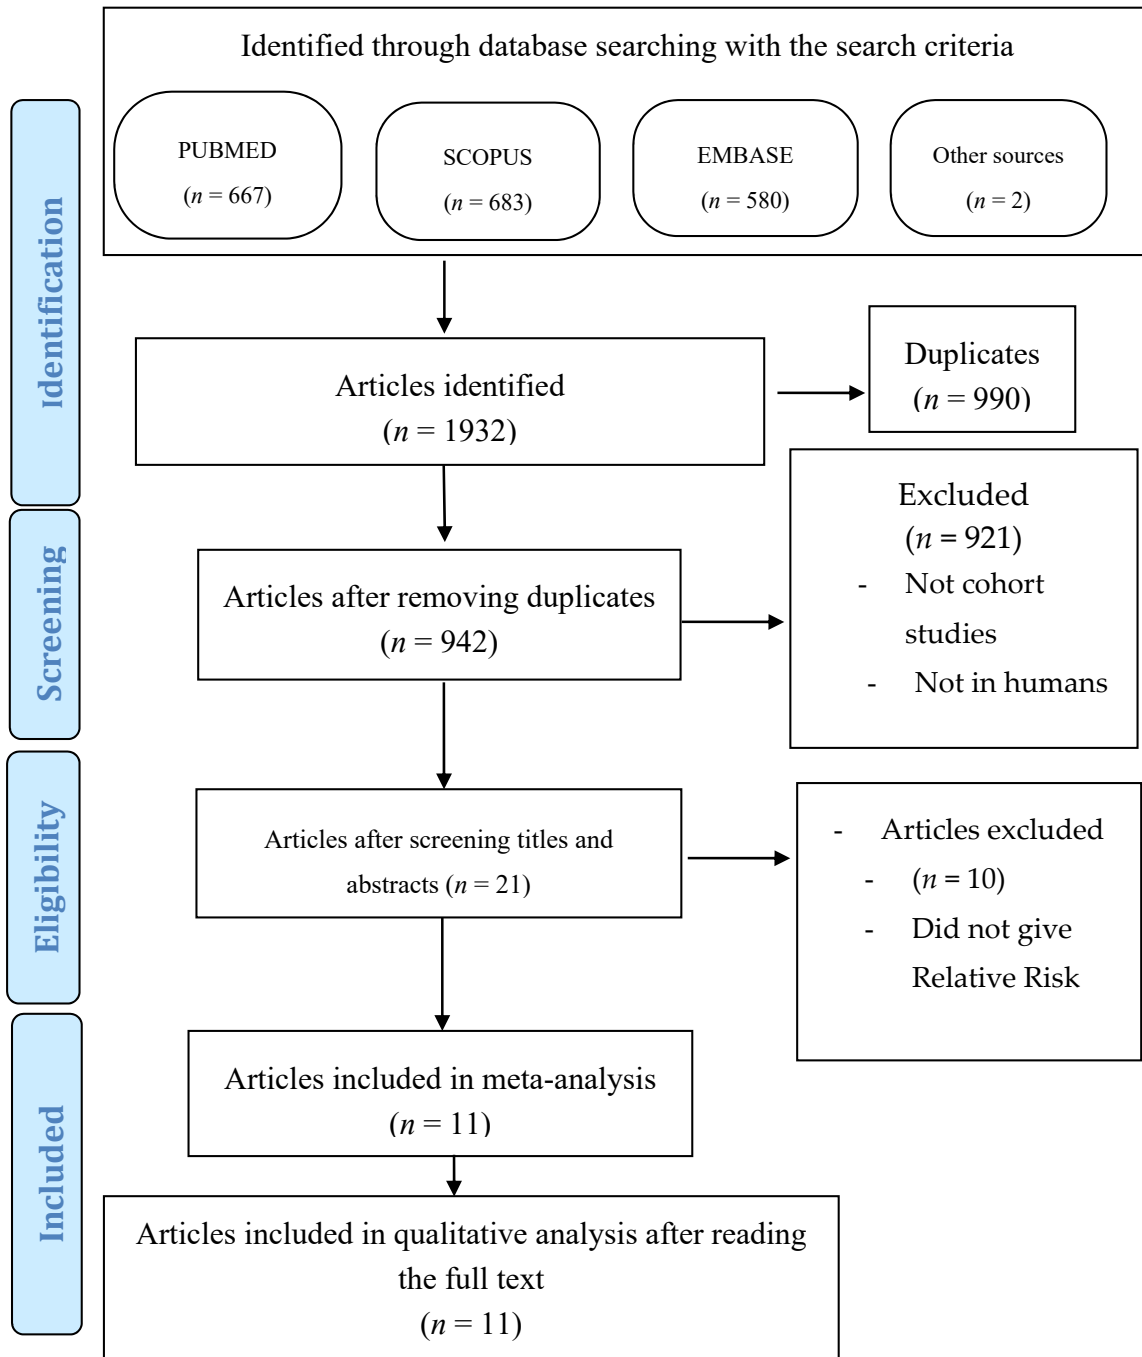 Identified through database searching with the search criteria
PUBMED
(n = 667)
SCOPUS
(n = 683)
EMBASE
(n = 580)
Other sources
(n = 2)
Identification
Articles identified
(n = 1932)
Duplicates
(n = 990)
Screening
Articles after removing duplicates
(n = 942)
Excluded
(n = 921)
- Not cohort
studies
- Not in humans
Eligibility
Articles after screening titles and
abstracts (n = 21)
- Articles excluded
- (n = 10)
- Did not give
Relative Risk
Included
Articles included in meta-analysis
(n = 11)
Articles included in qualitative analysis after reading
the full text
(n = 11)